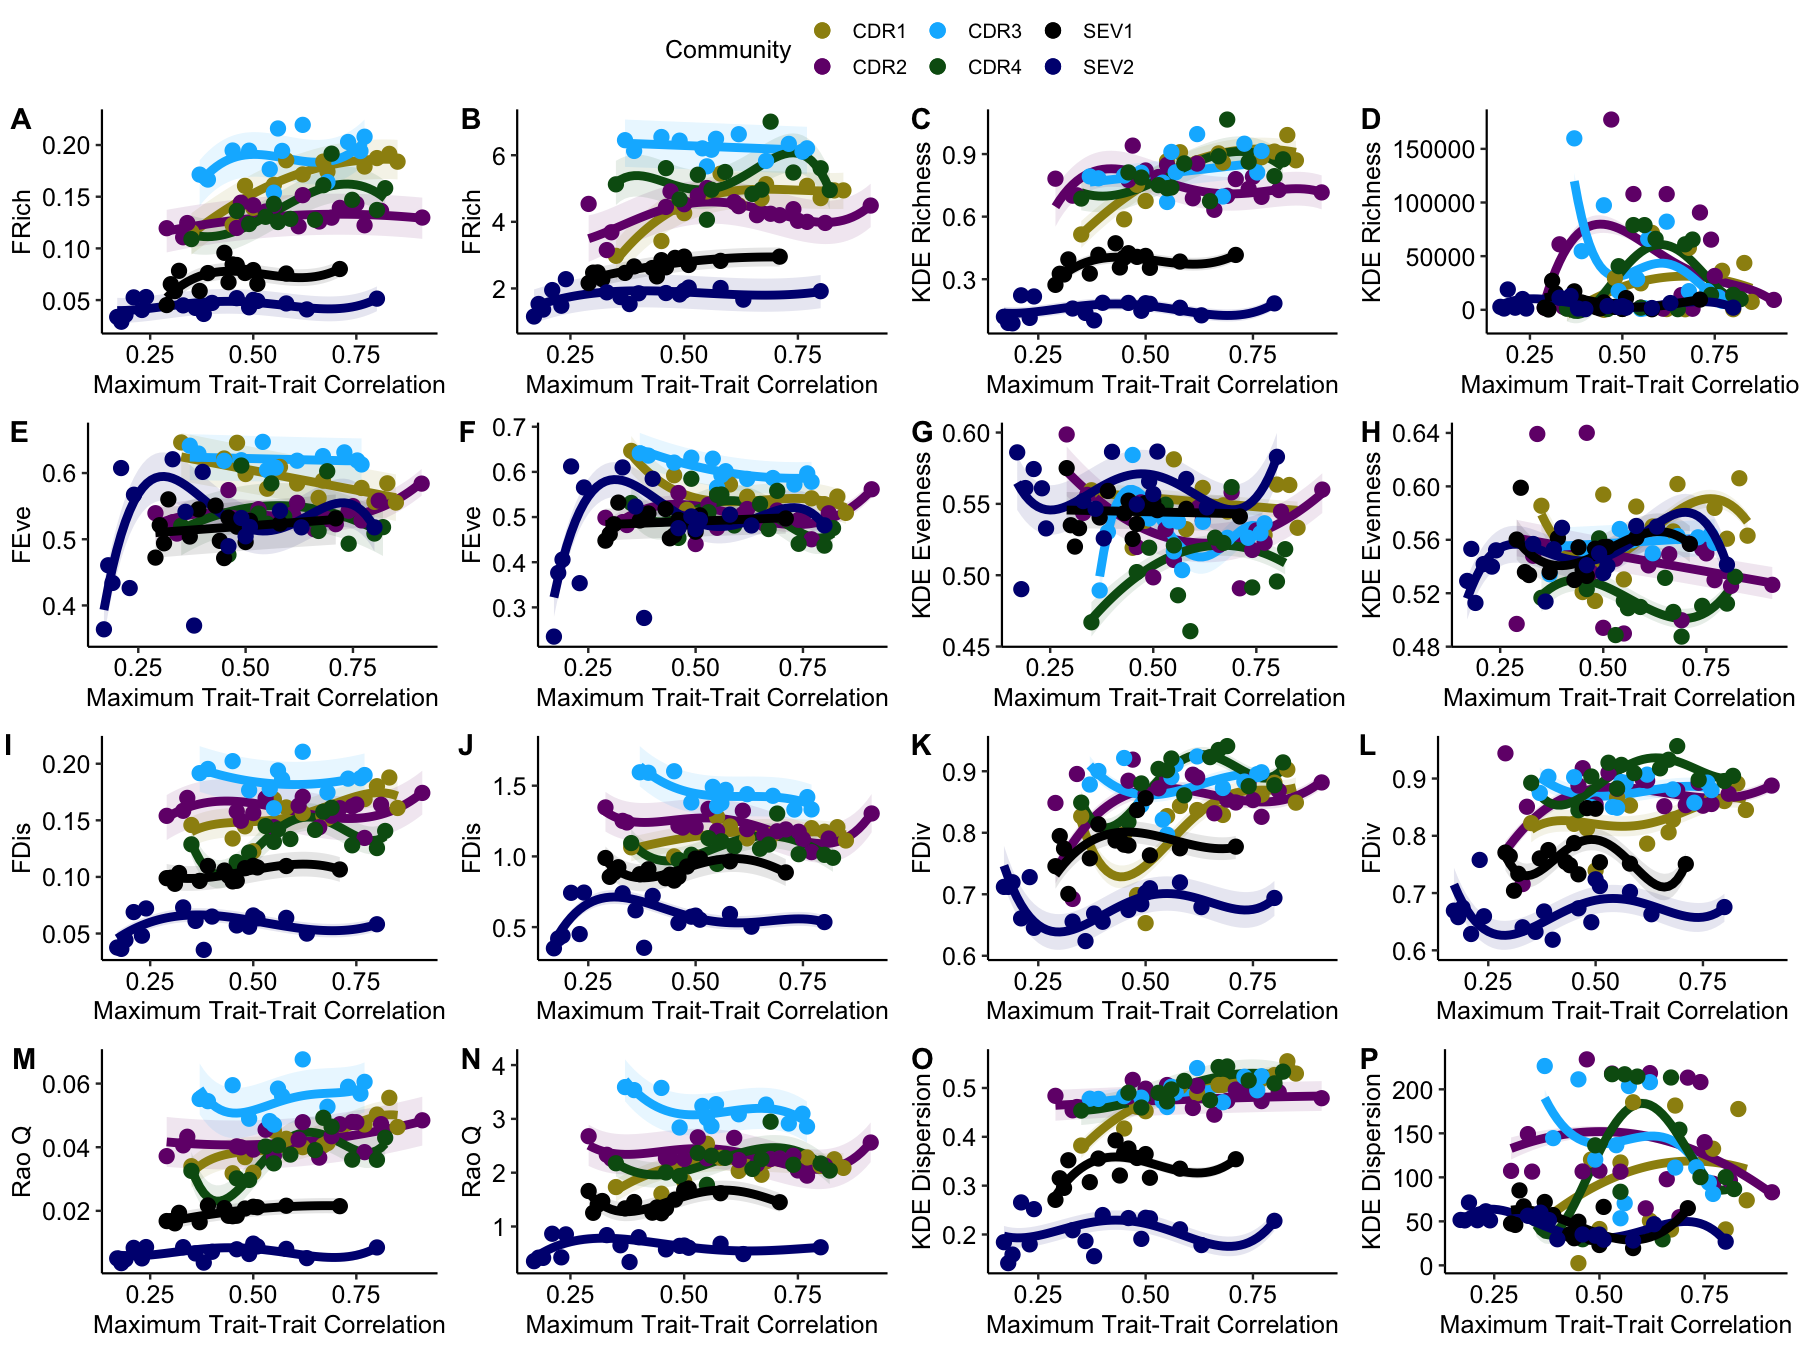 Community
CDR1 CDR3 SEV1
CDR2 CDR4 SEV2
A
FRich
0.20
0.15
0.10
0.05
0.25 0.50 0.75
Maximum Trait-Trait Correlation
B
FRich
6
4
2
0.25 0.50 0.75
Maximum Trait-Trait Correlation
C
KDE Richness
0.9
0.6
0.3
0.25 0.50 0.75
Maximum Trait-Trait Correlation
D
KDE Richness
150000
100000
50000
0
0.25 0.50 0.75
Maximum Trait-Trait Correlatio
E
FEve
0.6
0.5
0.4
0.25 0.50 0.75
Maximum Trait-Trait Correlation
F
FEve
0.7
0.6
0.5
0.4
0.3
0.25 0.50 0.75
Maximum Trait-Trait Correlation
G
KDE Evenness
0.60
0.55
0.50
0.45
0.25 0.50 0.75
Maximum Trait-Trait Correlation
H
KDE Evenness
0.64
0.60
0.56
0.52
0.48
0.25 0.50 0.75
Maximum Trait-Trait Correlation
I
FDis
0.20
0.15
0.10
0.05
0.25 0.50 0.75
Maximum Trait-Trait Correlation
J
FDis
1.5
1.0
0.5
0.25 0.50 0.75
Maximum Trait-Trait Correlation
K
FDiv
0.9
0.8
0.7
0.6
0.25 0.50 0.75
Maximum Trait-Trait Correlation
L
FDiv
0.9
0.8
0.7
0.6
0.25 0.50 0.75
Maximum Trait-Trait Correlation
M
Rao Q
0.06
0.04
0.02
0.25 0.50 0.75
Maximum Trait-Trait Correlation
N
Rao Q
4
3
2
1
0.25 0.50 0.75
Maximum Trait-Trait Correlation
O
KDE Dispersion
0.5
0.4
0.3
0.2
0.25 0.50 0.75
Maximum Trait-Trait Correlation
P
KDE Dispersion
200
150
100
50
0
0.25 0.50 0.75
Maximum Trait-Trait Correlation